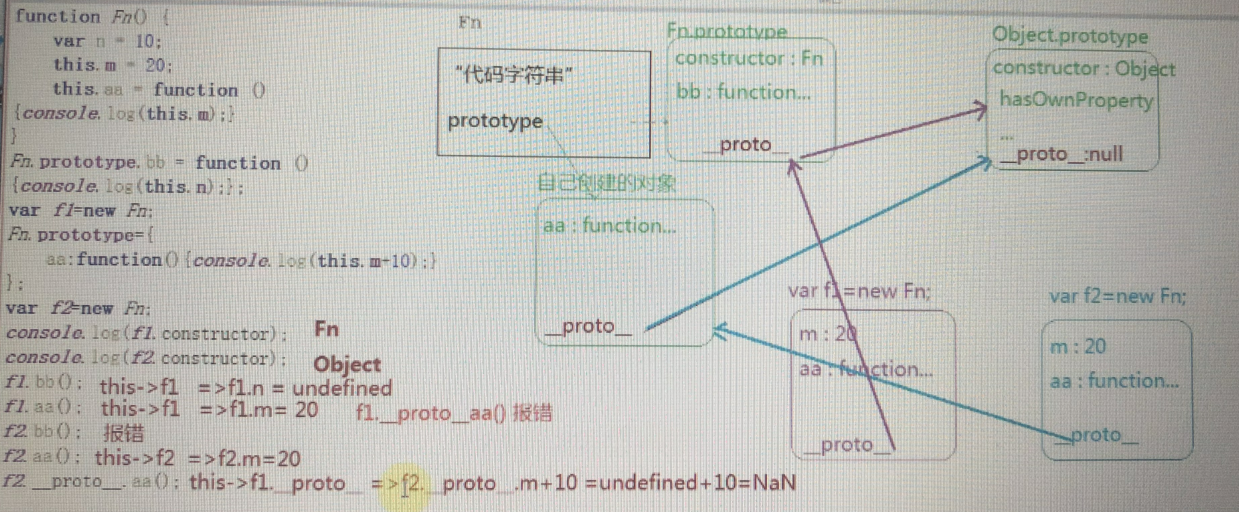 function Fn() {
var n = 10;
this.m = 20;
this.aa = function ()
{console.log(this.m);}
}
Fn.prototype.bb = function ()
{console.log(this.n);};
var f1=new Fn;
Fn.prototype={
aa:function(){console.log(this.m+10);}
};
var f2=new Fn;
console.log(f1.constructor); Fn
console.log(f2.constructor); Object
f1.bb(); this->f1 =>f1.n = undefined
f1.aa(); this->f1 =>f1.m= 20 f1.__proto__aa() 报错
f2.bb(); 报错
f2.aa(); this->f2 =>f2.m=20
f2.__proto__.aa(); this->f1.__proto__ =>f2.__proto__.m+10 =undefined+10=NaN
Fn
"代码字符串"
prototype
Fn.prototype
constructor : Fn
bb : function...
__proto__
Object.prototype
constructor : Object
hasOwnProperty
...
__proto__:null
自己创建的对象
aa : function...
__proto__
var f1=new Fn;
m : 20
aa : function...
__proto__
var f2=new Fn;
m : 20
aa : function...
__proto__